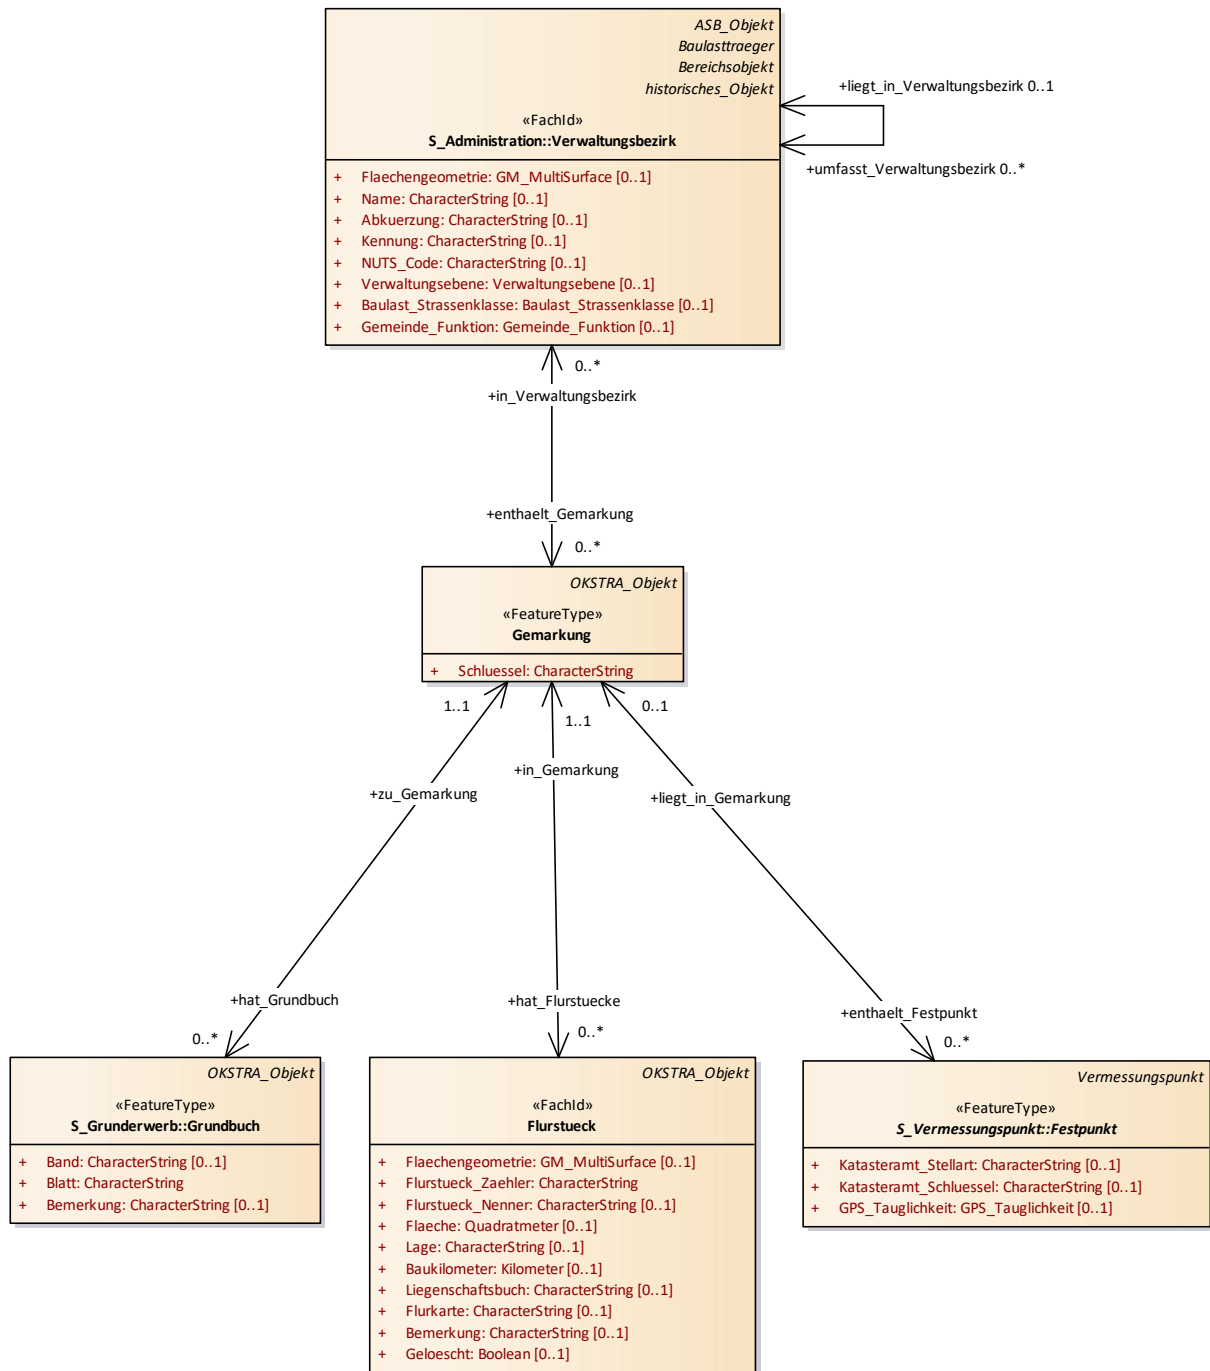 ASB_Objekt
Baulasttraeger
Bereichsobjekt
historisches_Objekt
«FachId»
S_Administration::Verwaltungsbezirk
+ Flaechengeometrie: GM_MultiSurface [0..1]
+ Name: CharacterString [0..1]
+ Abkuerzung: CharacterString [0..1]
+ Kennung: CharacterString [0..1]
+ NUTS_Code: CharacterString [0..1]
+ Verwaltungsebene: Verwaltungsebene [0..1]
+ Baulast_Strassenklasse: Baulast_Strassenklasse [0..1]
+ Gemeinde_Funktion: Gemeinde_Funktion [0..1]
+liegt_in_Verwaltungsbezirk 0..1
+umfasst_Verwaltungsbezirk 0..*
0..*
+in_Verwaltungsbezirk
+enthaelt_Gemarkung
0..*
OKSTRA_Objekt
«FeatureType»
Gemarkung
+ Schluessel: CharacterString
1..1
1..1
0..1
+zu_Gemarkung
+in_Gemarkung
+liegt_in_Gemarkung
+hat_Grundbuch
+hat_Flurstuecke
+enthaelt_Festpunkt
0..*
0..*
0..*
OKSTRA_Objekt
«FeatureType»
S_Grunderwerb::Grundbuch
+ Band: CharacterString [0..1]
+ Blatt: CharacterString
+ Bemerkung: CharacterString [0..1]
OKSTRA_Objekt
«FachId»
Flurstueck
+ Flaechengeometrie: GM_MultiSurface [0..1]
+ Flurstueck_Zaehler: CharacterString
+ Flurstueck_Nenner: CharacterString [0..1]
+ Flaeche: Quadratmeter [0..1]
+ Lage: CharacterString [0..1]
+ Baukilometer: Kilometer [0..1]
+ Liegenschaftsbuch: CharacterString [0..1]
+ Flurkarte: CharacterString [0..1]
+ Bemerkung: CharacterString [0..1]
+ Geloescht: Boolean [0..1]
Vermessungspunkt
«FeatureType»
S_Vermessungspunkt::Festpunkt
+ Katasteramt_Stellart: CharacterString [0..1]
+ Katasteramt_Schluessel: CharacterString [0..1]
+ GPS_Tauglichkeit: GPS_Tauglichkeit [0..1]